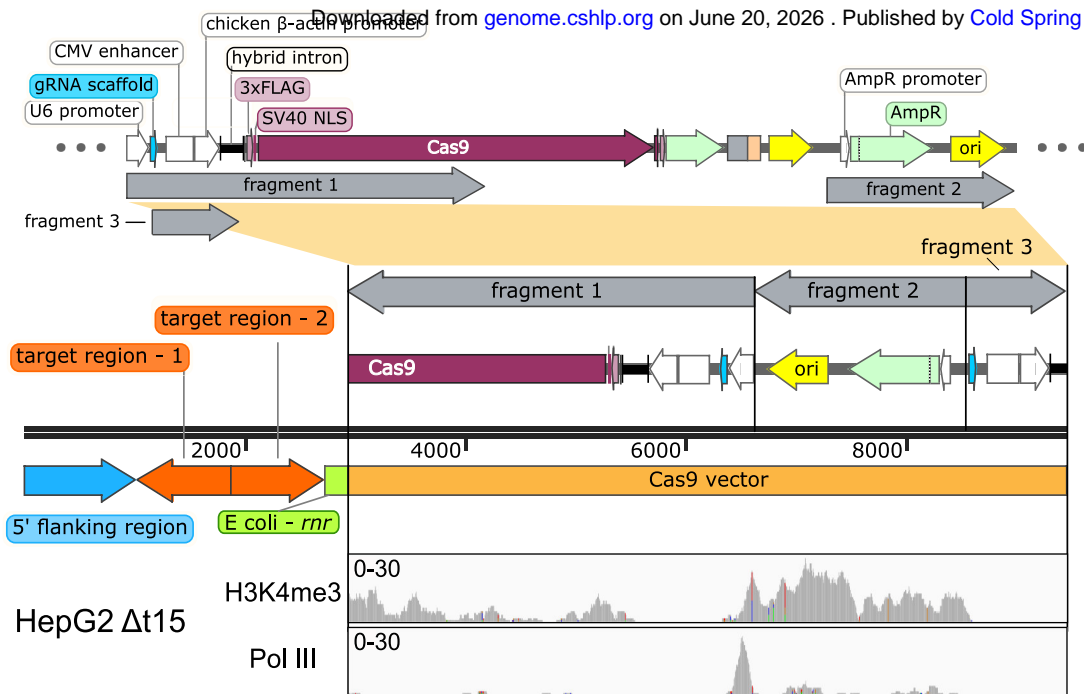 Downloaded from genome.cshlp.org on June 20, 2026 . Published by Cold Spring
chicken β-actin promoter
CMV enhancer
hybrid intron
gRNA scaffold
3xFLAG
AmpR promoter
U6 promoter
SV40 NLS
AmpR
Cas9
ori
fragment 1
fragment 2
fragment 3
fragment 3
fragment 1
fragment 2
target region - 2
target region - 1
Cas9
ori
2000
4000
6000
8000
Cas9 vector
5' flanking region
E coli - rnr
0-30
H3K4me3
HepG2 Δt15
0-30
Pol III